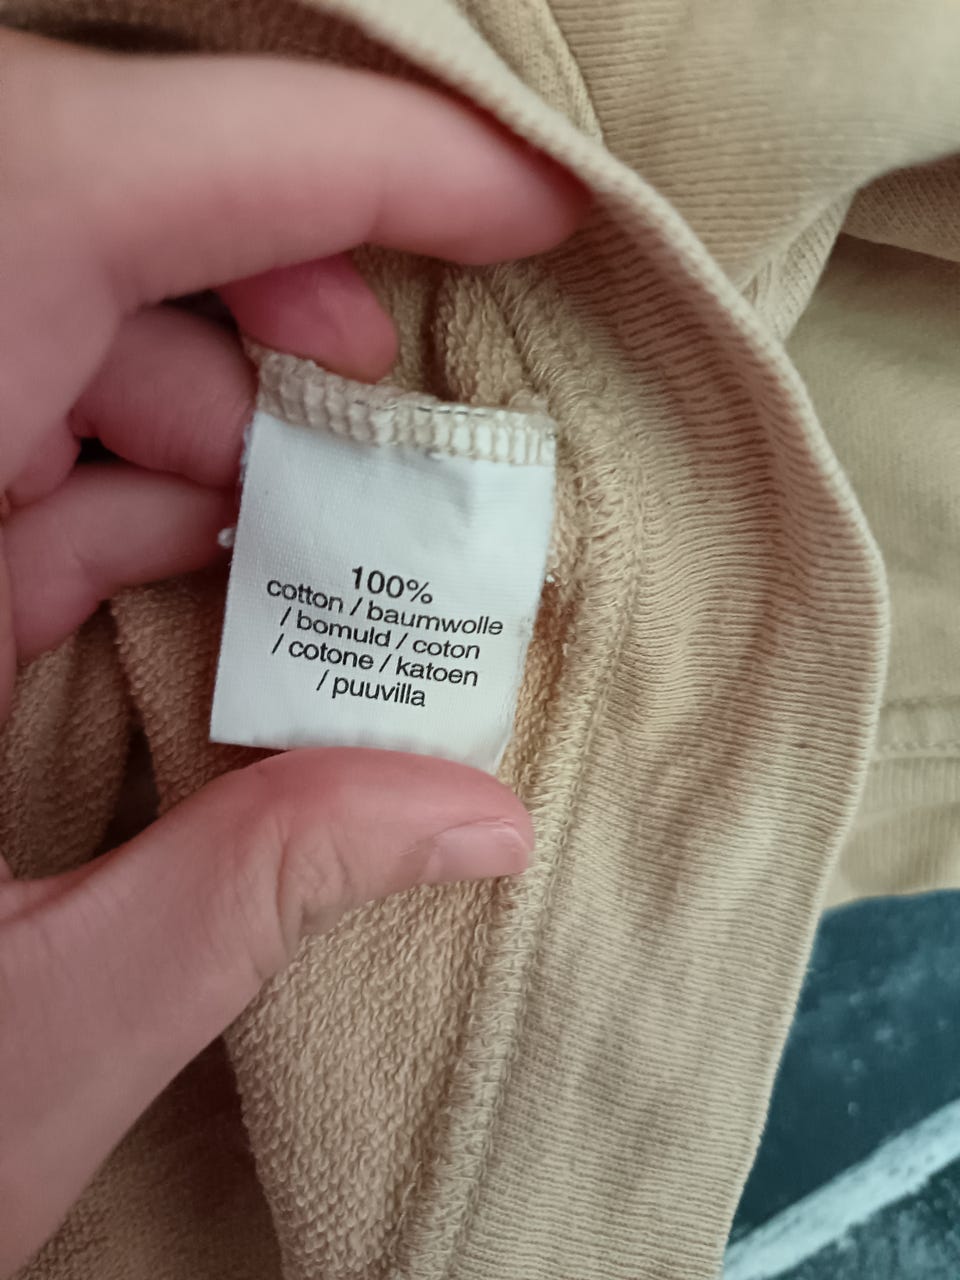 100%
cotton / baumwolle
/ bomuld / coton
/ cotone / katoen
/ puuvilla